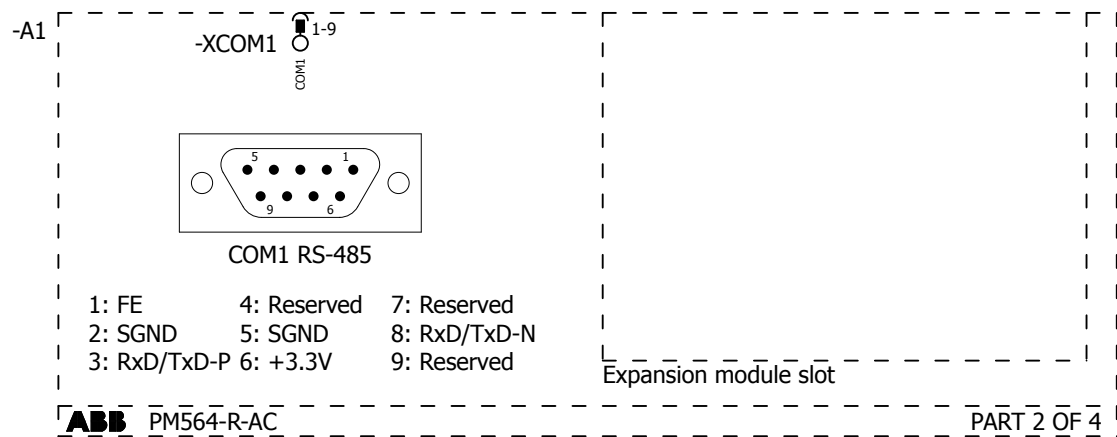 -A1
1-9
-XCOM1
COM1
5 1
9 6
COM1 RS-485
1: FE 4: Reserved 7: Reserved
2: SGND 5: SGND 8: RxD/TxD-N
3: RxD/TxD-P 6: +3.3V 9: Reserved
Expansion module slot
ABB PM564-R-AC PART 2 OF 4